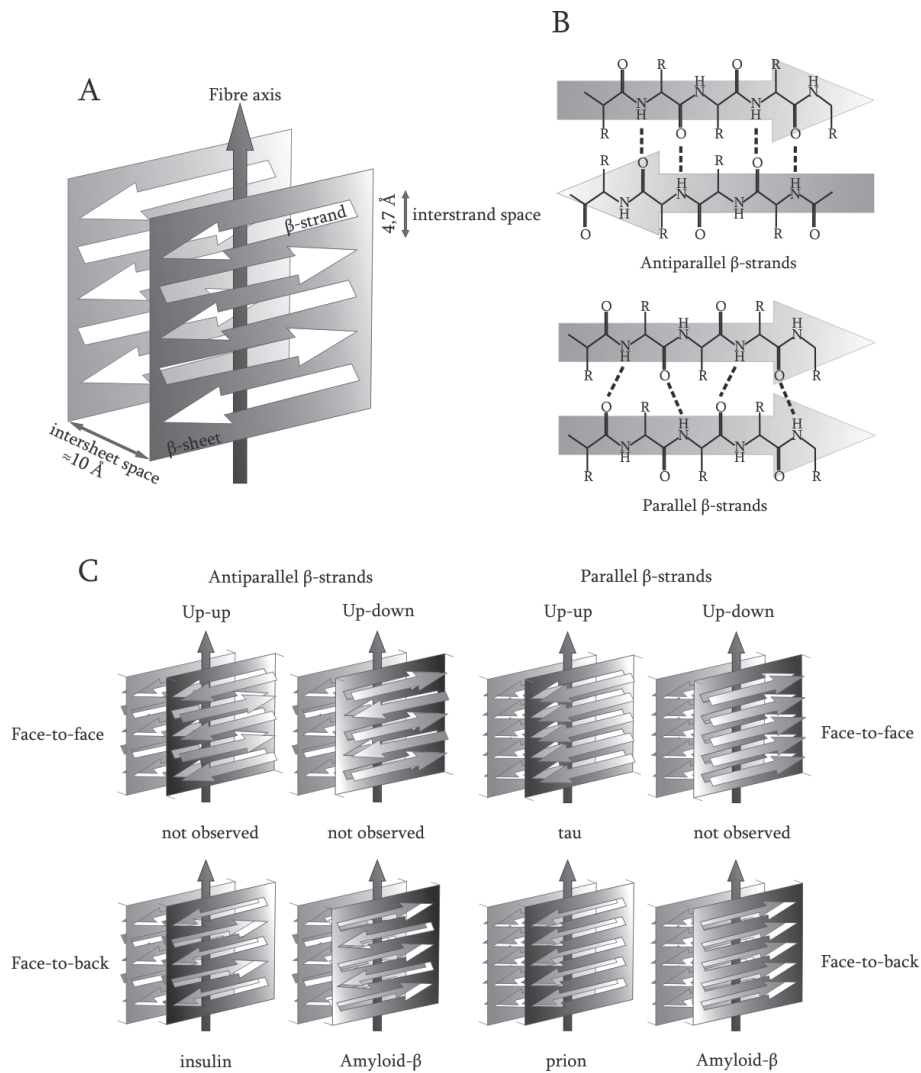 A
Fibre axis
β-strand
4,7 Å
interstrand space
β-sheet
intersheet space
≈10 Å
B
O
R
H
N
O
R
H
N
R
N
H
O
R
N
H
O
R
R
H
N
O
R
H
N
O
R
N
H
O
R
N
H
O
Antiparallel β-strands
O
R
H
N
O
R
H
N
R
N
H
O
R
N
H
O
R
O
R
H
N
O
R
H
N
R
N
H
O
R
N
H
O
R
Parallel β-strands
C
Antiparallel β-strands
Parallel β-strands
Up-up
Up-down
Up-up
Up-down
Face-to-face
Face-to-face
not observed
not observed
tau
not observed
Face-to-back
Face-to-back
insulin
Amyloid-β
prion
Amyloid-β